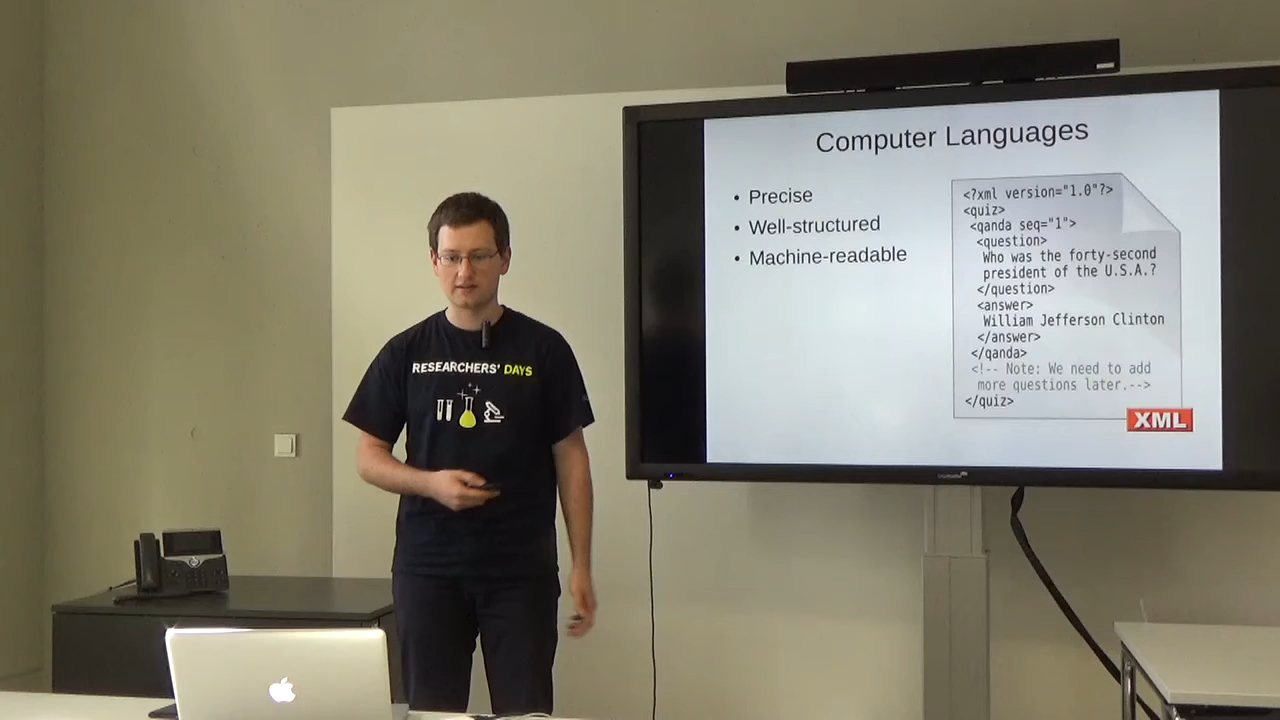 Computer Languages
• Precise
• Well-structured
• Machine-readable
<?xml version="1.0"?>
<quiz>
<qanda seq="1">
<question>
Who was the forty-second
president of the U.S.A.?
</question>
<answer>
William Jefferson Clinton
</answer>
</qanda>
<!-- Note: We need to add
more questions later.-->
</quiz>
XML
RESEARCHERS' DAYS